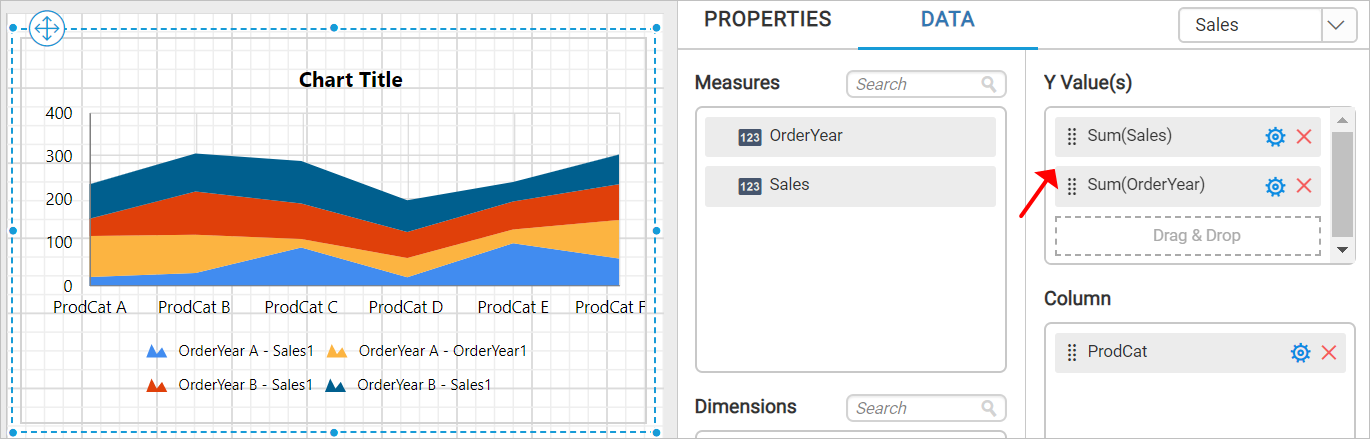 PROPERTIES
DATA
Sales
Chart Title
400
300
200
100
0
ProdCat A
ProdCat B
ProdCat C
ProdCat D
ProdCat E
ProdCat F
OrderYear A - Sales1
OrderYear A - OrderYear1
OrderYear B - Sales1
OrderYear B - Sales1
Measures
Search
123 OrderYear
123 Sales
Dimensions
Search
Y Value(s)
Sum(Sales)
Sum(OrderYear)
Drag & Drop
Column
ProdCat